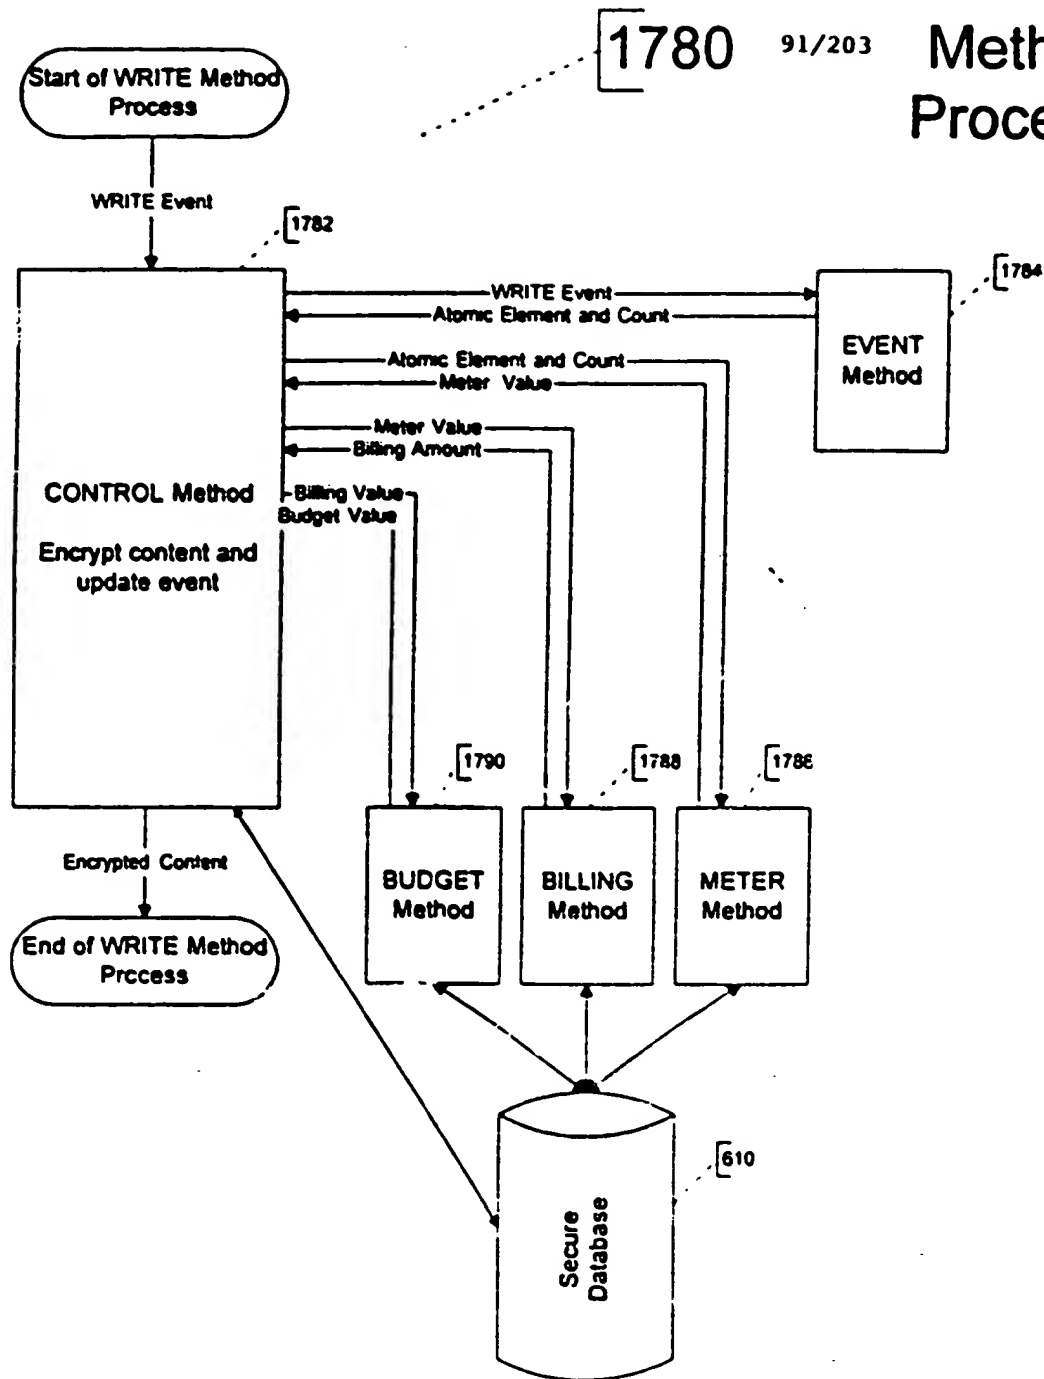 1780 91/203 Meth
Proce
Start of WRITE Method
Process
WRITE Event
1782
1784
WRITE Event
Atomic Element and Count
EVENT
Method
Atomic Element and Count
Meter Value
Meter Value
Billing Amount
CONTROL Method
Billing Value
Budget Value
Encrypt content and
update event
1790
1788
1786
Encrypted Content
BUDGET
Method
BILLING
Method
METER
Method
End of WRITE Method
Prccess
610
Secure
Database